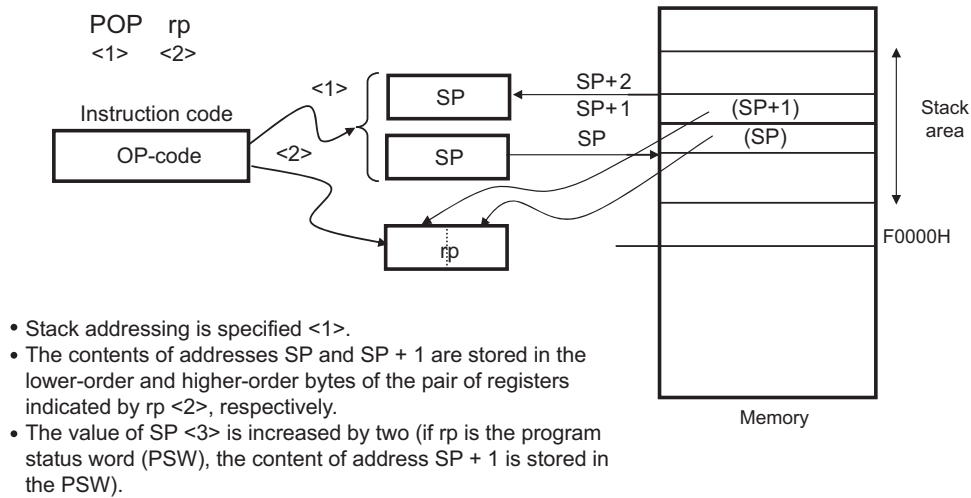 POP rp
<1> <2>
Instruction code
OP-code
<1>
<2>
SP
SP
rp
SP+2
SP+1
SP
(SP+1)
(SP)
Stack
area
F0000H
Memory
• Stack addressing is specified <1>.
• The contents of addresses SP and SP + 1 are stored in the
lower-order and higher-order bytes of the pair of registers
indicated by rp <2>, respectively.
• The value of SP <3> is increased by two (if rp is the program
status word (PSW), the content of address SP + 1 is stored in
the PSW).